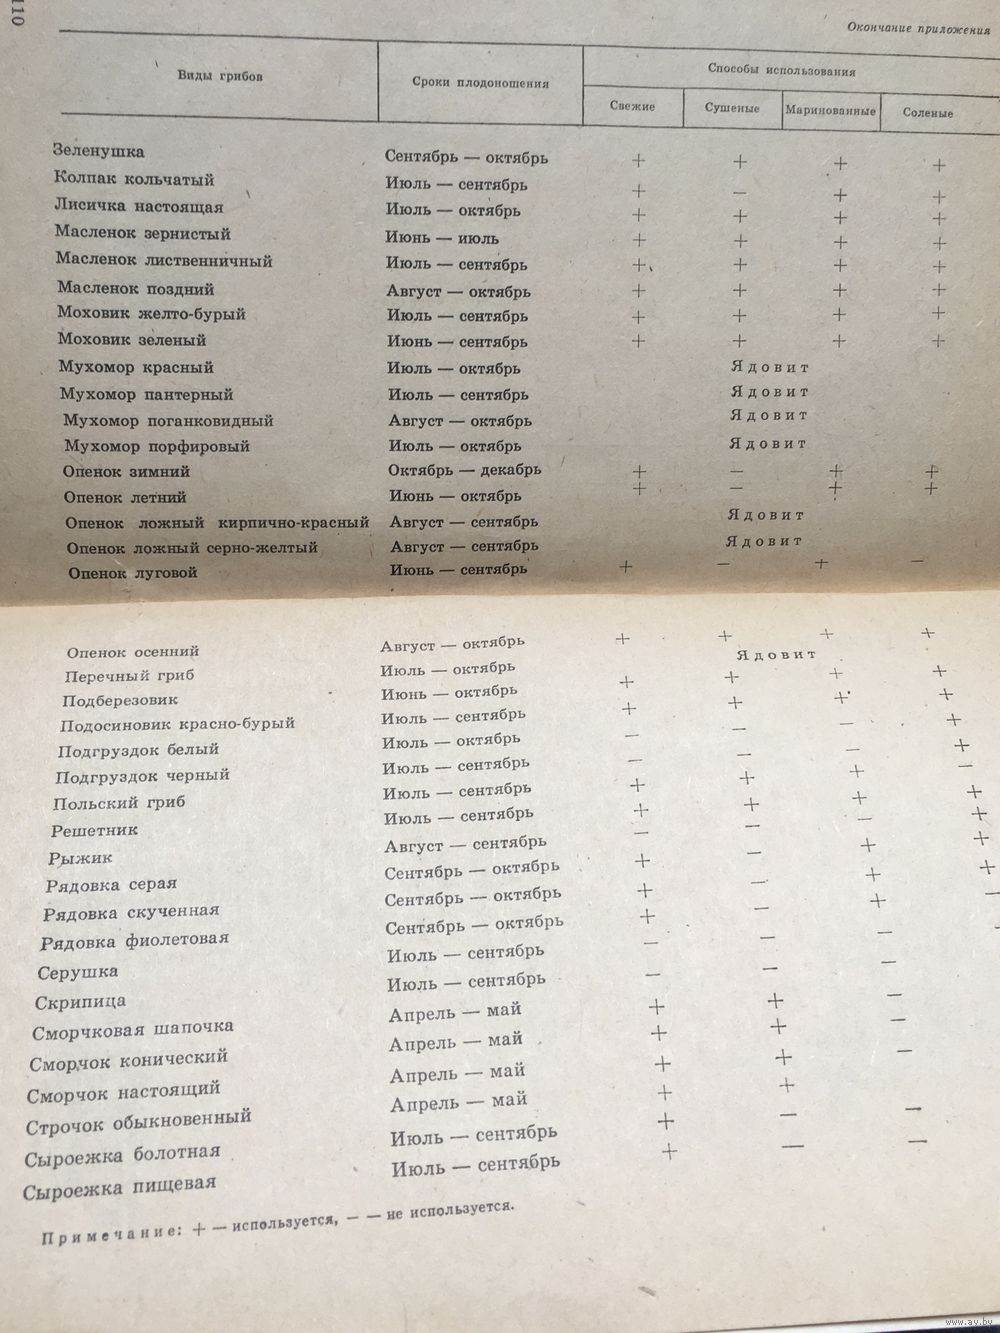 110
Окончание приложения
Виды грибов Сроки плодоношения Способы использования
Свежие Сушеные Маринованные Соленые
Зеленушка Сентябрь — октябрь + + + +
Колпак кольчатый Июль — сентябрь + — + +
Лисичка настоящая Июль — октябрь + + + +
Масленок зернистый Июнь — июль + + + +
Масленок лиственничный Июль — сентябрь + + + +
Масленок поздний Август — октябрь + + + +
Моховик желто-бурый Июль — сентябрь + + + +
Моховик зеленый Июнь — сентябрь + + + +
Мухомор красный Июль — октябрь Ядовит
Мухомор пантерный Июль — сентябрь Ядовит
Мухомор поганковидный Август — октябрь Ядовит
Мухомор порфировый Июль — октябрь Ядовит
Опенок зимний Октябрь — декабрь + — + +
Опенок летний Июнь — октябрь + — + +
Опенок ложный кирпично-красный Август — сентябрь Ядовит
Опенок ложный серно-желтый Август — сентябрь Ядовит
Опенок луговой Июнь — сентябрь + — + —
Опенок осенний Август — октябрь + + + +
Перечный гриб Июль — октябрь Ядовит
Подберезовик Июнь — октябрь + + + +
Подосиновик красно-бурый Июль — сентябрь + + + +
Подгруздок белый Июль — октябрь — — — +
Подгруздок черный Июль — сентябрь — — — +
Польский гриб Июль — сентябрь + + + —
Решетник Июль — сентябрь + + + +
Рыжик Август — сентябрь — — — +
Рядовка серая Сентябрь — октябрь + — + +
Рядовка скученная Сентябрь — октябрь + — + +
Рядовка фиолетовая Сентябрь — октябрь + — + —
Серушка Июль — сентябрь — — —
Скрипица Июль — сентябрь — — —
Сморчковая шапочка Апрель — май + + —
Сморчок конический Апрель — май + + —
Сморчок настоящий Апрель — май + + —
Строчок обыкновенный Апрель — май + +
Сыроежка болотная Июль — сентябрь + — —
Сыроежка пищевая Июль — сентябрь + — —
Примечание: + — используется, — — не используется.
www.ay.by